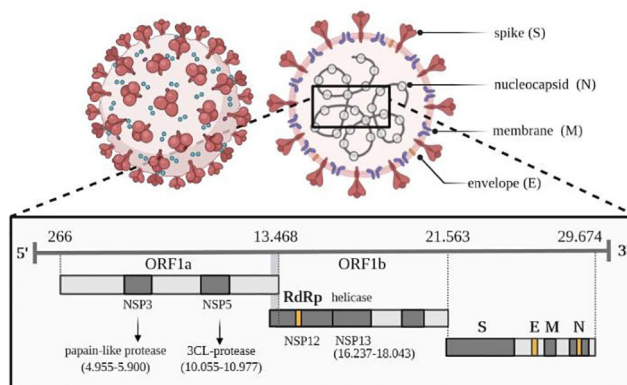 spike (S)
nucleocapsid (N)
membrane (M)
envelope (E)
266 13.468 21.563 29.674
5' 3'
ORF1a ORF1b
NSP3 NSP5
RdRp helicase
papain-like protease
(4.955-5.900)
3CL-protease
(10.055-10.977)
NSP12 NSP13
(16.237-18.043)
S E M N